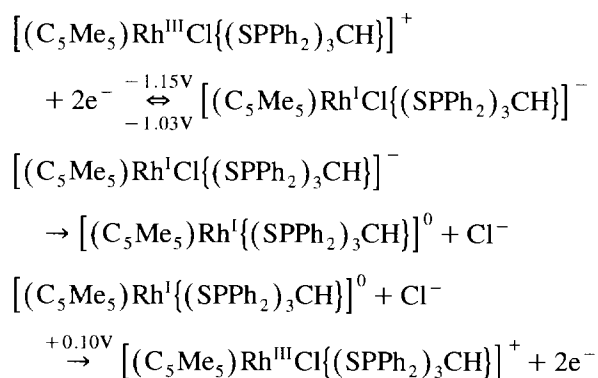 [(C₅Me₅)RhᴵᴵᴵCl{(SPPh₂)₃CH}]⁺
+ 2e⁻ −1.15V ⇔ −1.03V [(C₅Me₅)RhᴵCl{(SPPh₂)₃CH}]⁻
[(C₅Me₅)RhᴵCl{(SPPh₂)₃CH}]⁻
→ [(C₅Me₅)Rhᴵ{(SPPh₂)₃CH}]⁰ + Cl⁻
[(C₅Me₅)Rhᴵ{(SPPh₂)₃CH}]⁰ + Cl⁻
+0.10V → [(C₅Me₅)RhᴵᴵᴵCl{(SPPh₂)₃CH}]⁺ + 2e⁻